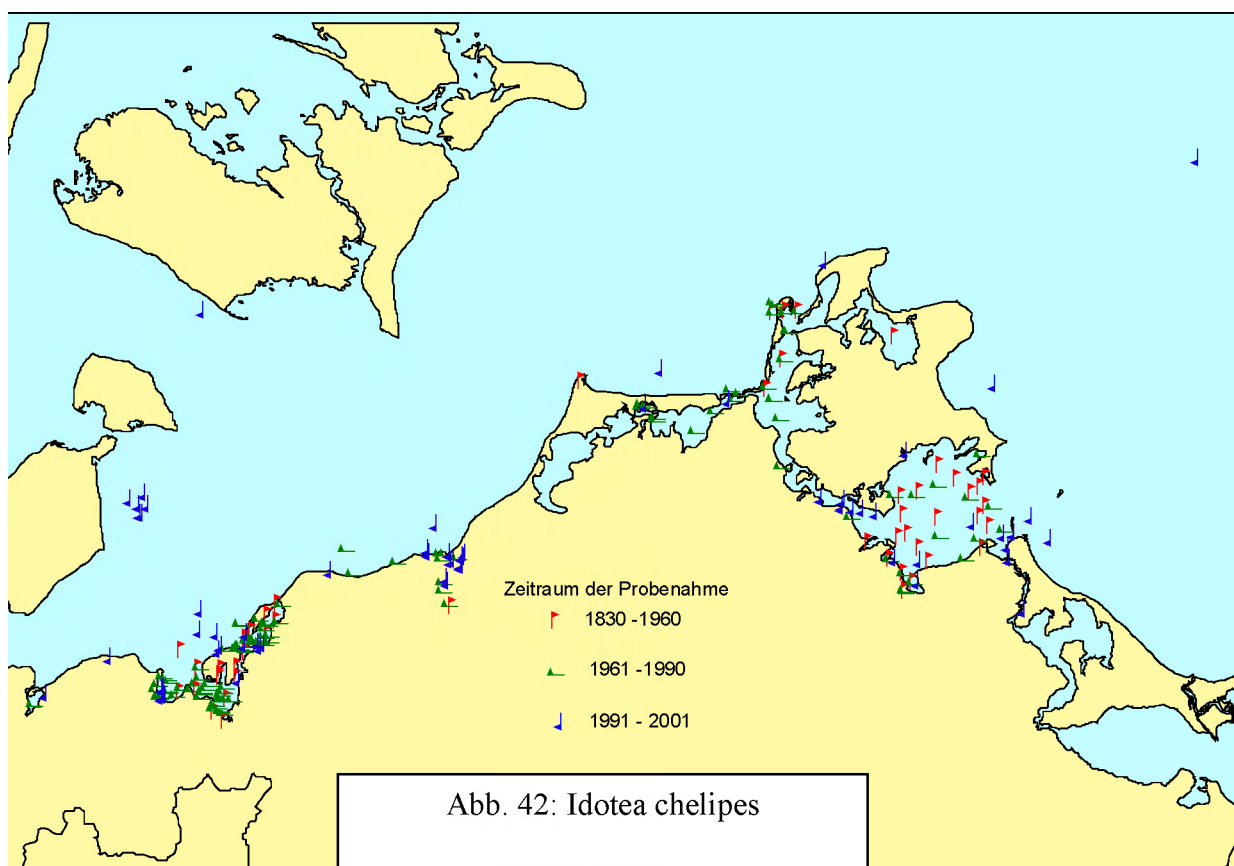 Zeitraum der Probenahme
1830 -1960
1961 -1990
1991 - 2001
Abb. 42: Idotea chelipes